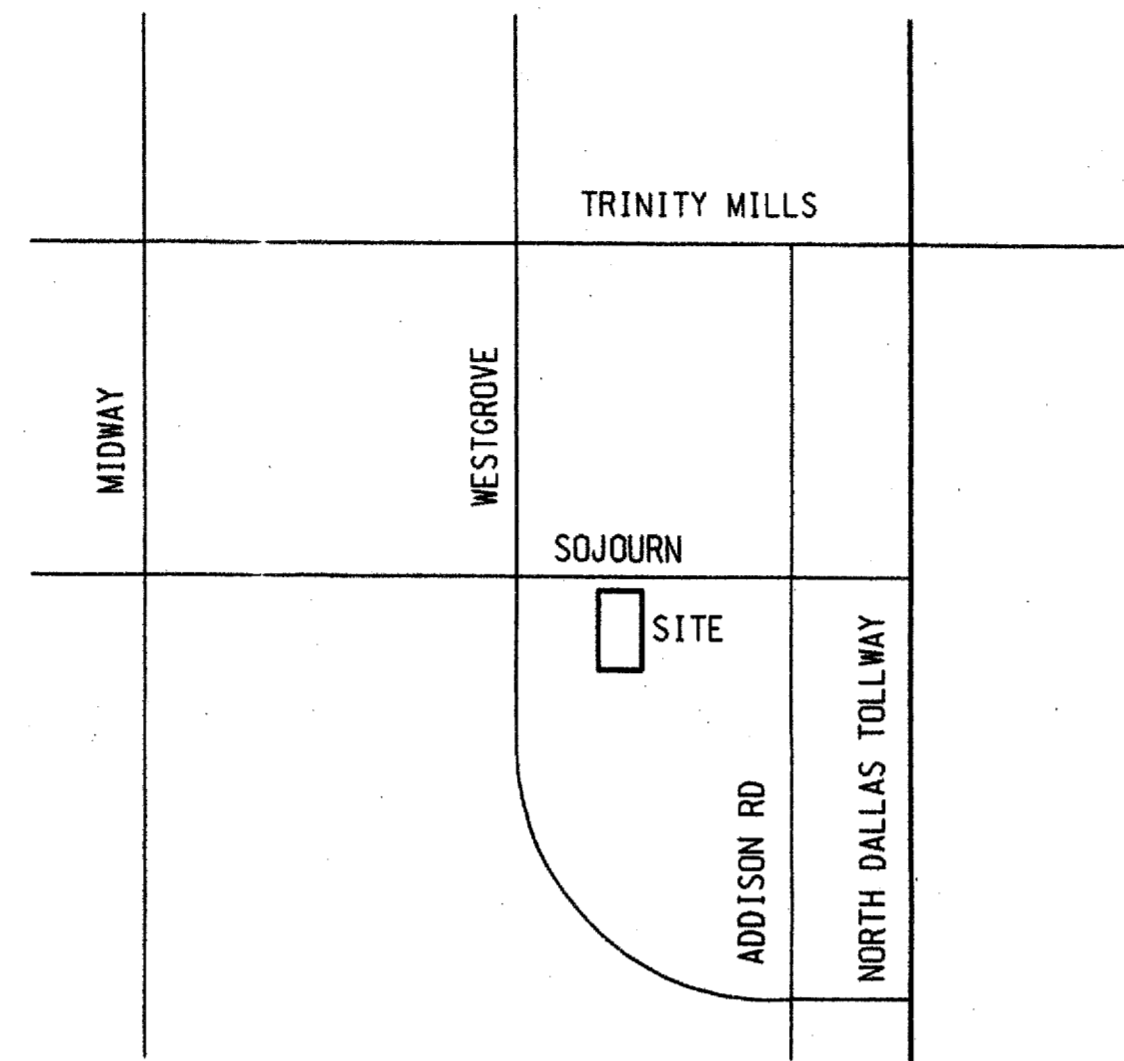 TRINITY MILLS
MIDWAY
WESTGROVE
SOJOURN
SITE
ADDISON RD
NORTH DALLAS TOLLWAY